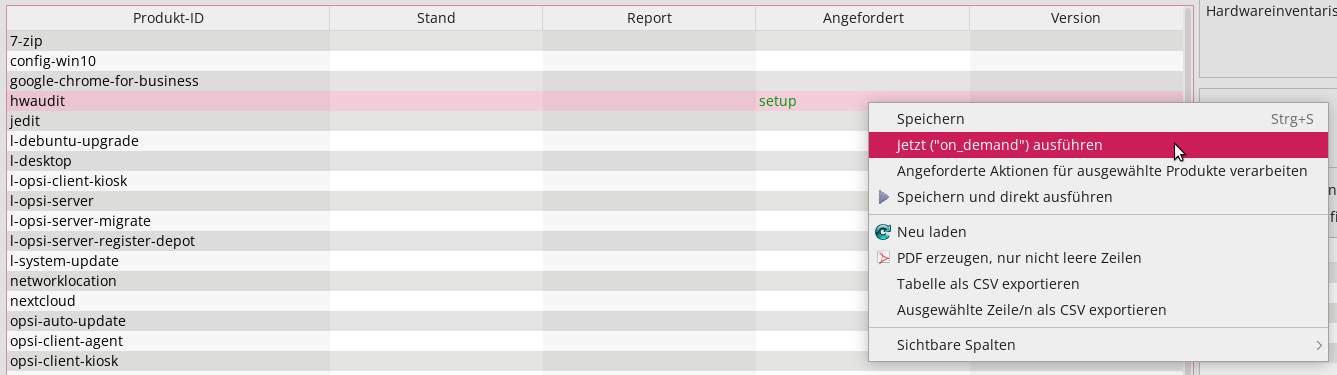 Produkt-ID Stand Report Angefordert Version
Hardwareinventaris
7-zip
config-win10
google-chrome-for-business
hwaudit setup
jedit
l-debuntu-upgrade
l-desktop
l-opsi-client-kiosk
l-opsi-server
l-opsi-server-migrate
l-opsi-server-register-depot
l-system-update
networklocation
nextcloud
opsi-auto-update
opsi-client-agent
opsi-client-kiosk
Speichern Strg+S
Jetzt ("on_demand") ausführen
Angeforderte Aktionen für ausgewählte Produkte verarbeiten
Speichern und direkt ausführen
Neu laden
PDF erzeugen, nur nicht leere Zeilen
Tabelle als CSV exportieren
Ausgewählte Zeile/n als CSV exportieren
Sichtbare Spalten